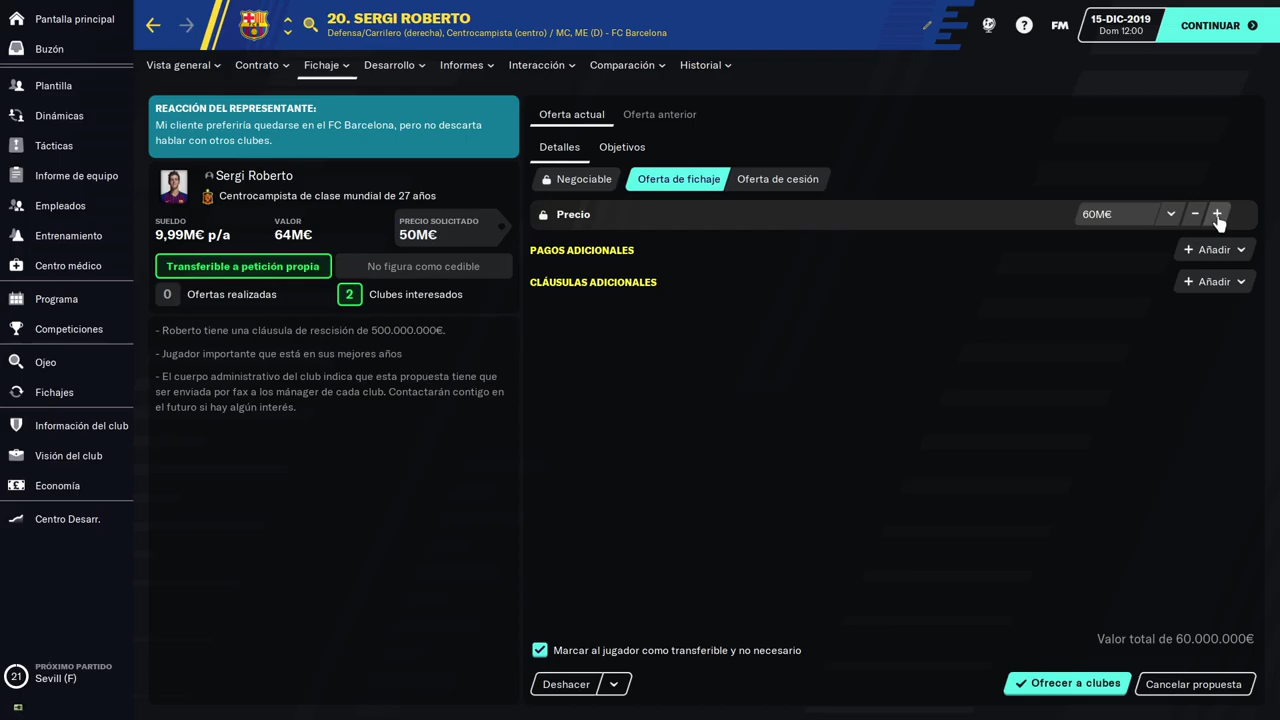 20. SERGI ROBERTO
Defensa/Carrilero (derecha), Centrocampista (centro) / MC, ME (D) - FC Barcelona
FM
15-DIC-2019
Dom 12:00
CONTINUAR
Pantalla principal
Buzón
Plantilla
Dinámicas
Tácticas
Informe de equipo
Empleados
Entrenamiento
Centro médico
Programa
Competiciones
Ojeo
Fichajes
Información del club
Visión del club
Economía
Centro Desarr.
21
PRÓXIMO PARTIDO
Sevill (F)
Vista general
Contrato
Fichaje
Desarrollo
Informes
Interacción
Comparación
Historial
REACCIÓN DEL REPRESENTANTE:
Mi cliente preferiría quedarse en el FC Barcelona, pero no descarta
hablar con otros clubes.
Sergi Roberto
Centrocampista de clase mundial de 27 años
SUELDO
9,99M€ p/a
VALOR
64M€
PRECIO SOLICITADO
50M€
Transferible a petición propia
No figura como cedible
0 Ofertas realizadas
2 Clubes interesados
- Roberto tiene una cláusula de rescisión de 500.000.000€.
- Jugador importante que está en sus mejores años
- El cuerpo administrativo del club indica que esta propuesta tiene que
ser enviada por fax a los mánager de cada club. Contactarán contigo en
el futuro si hay algún interés.
Oferta actual
Oferta anterior
Detalles
Objetivos
Negociable
Oferta de fichaje
Oferta de cesión
Precio
60M€
PAGOS ADICIONALES
Añadir
CLÁUSULAS ADICIONALES
Añadir
Valor total de 60.000.000€
Marcar al jugador como transferible y no necesario
Deshacer
Ofrecer a clubes
Cancelar propuesta